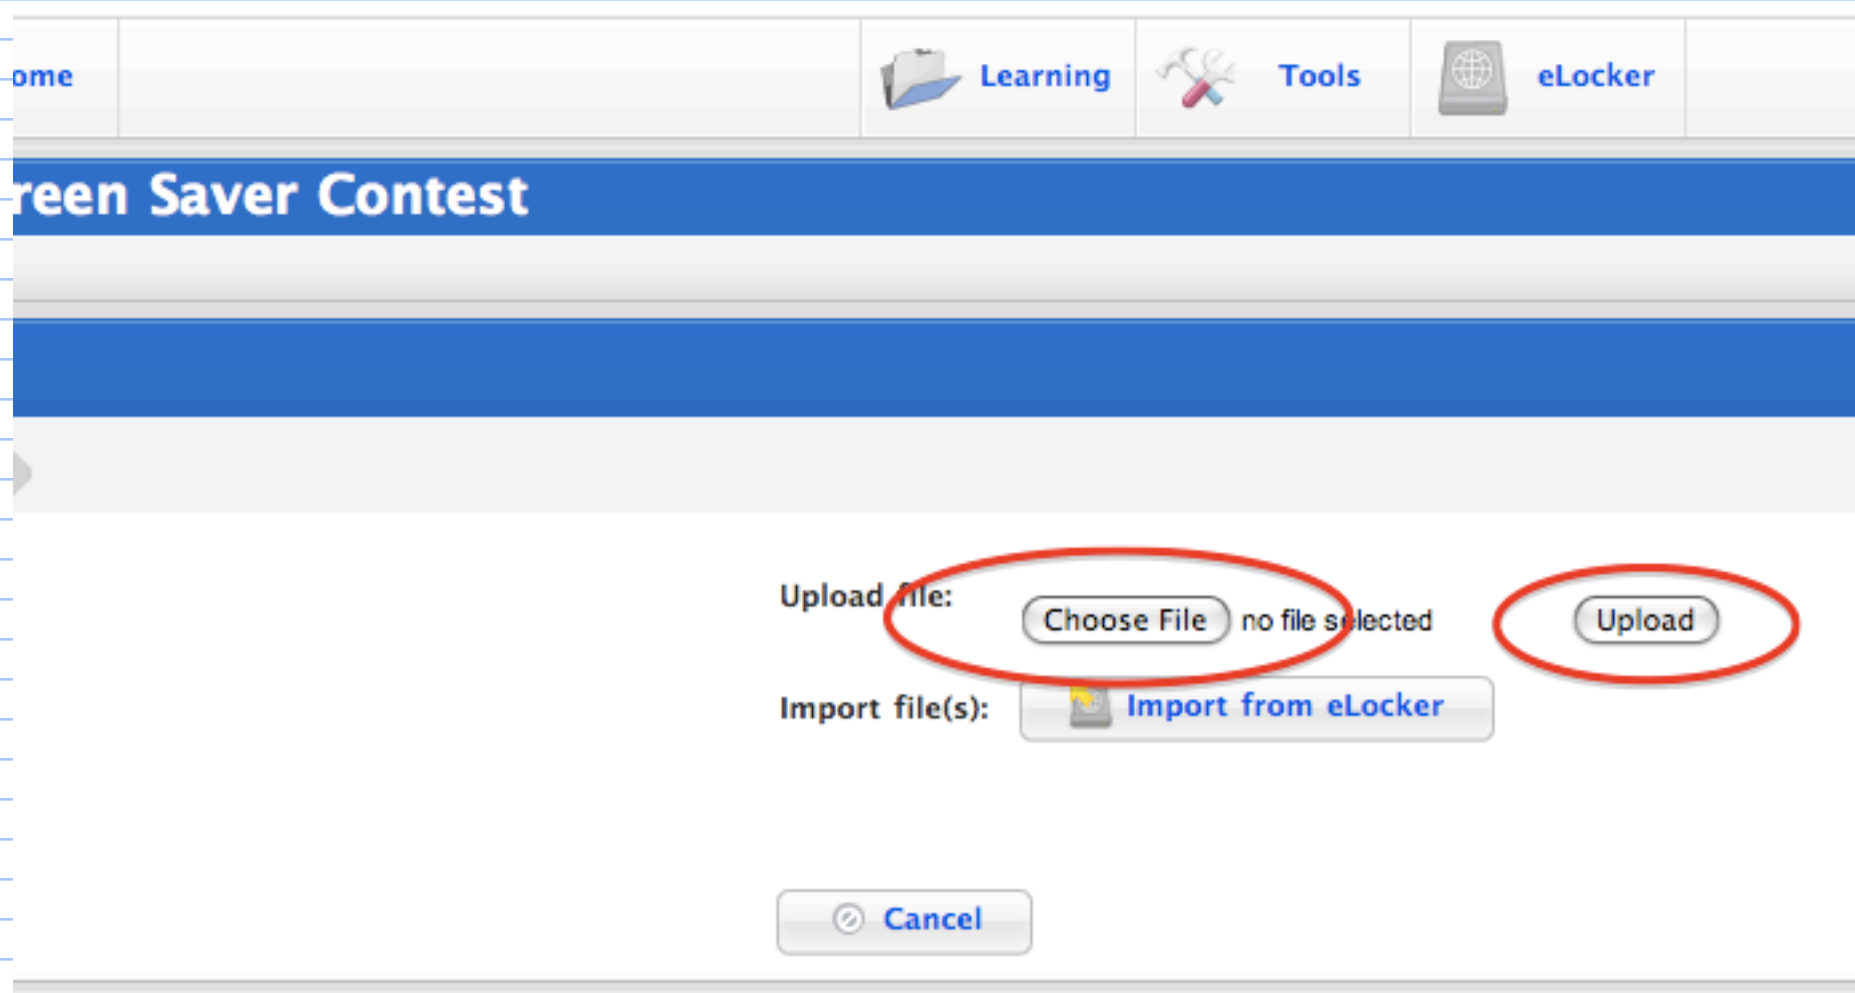 ome Learning Tools eLocker
reen Saver Contest
Upload file:
Choose File no file selected Upload
Import file(s): Import from eLocker
Cancel